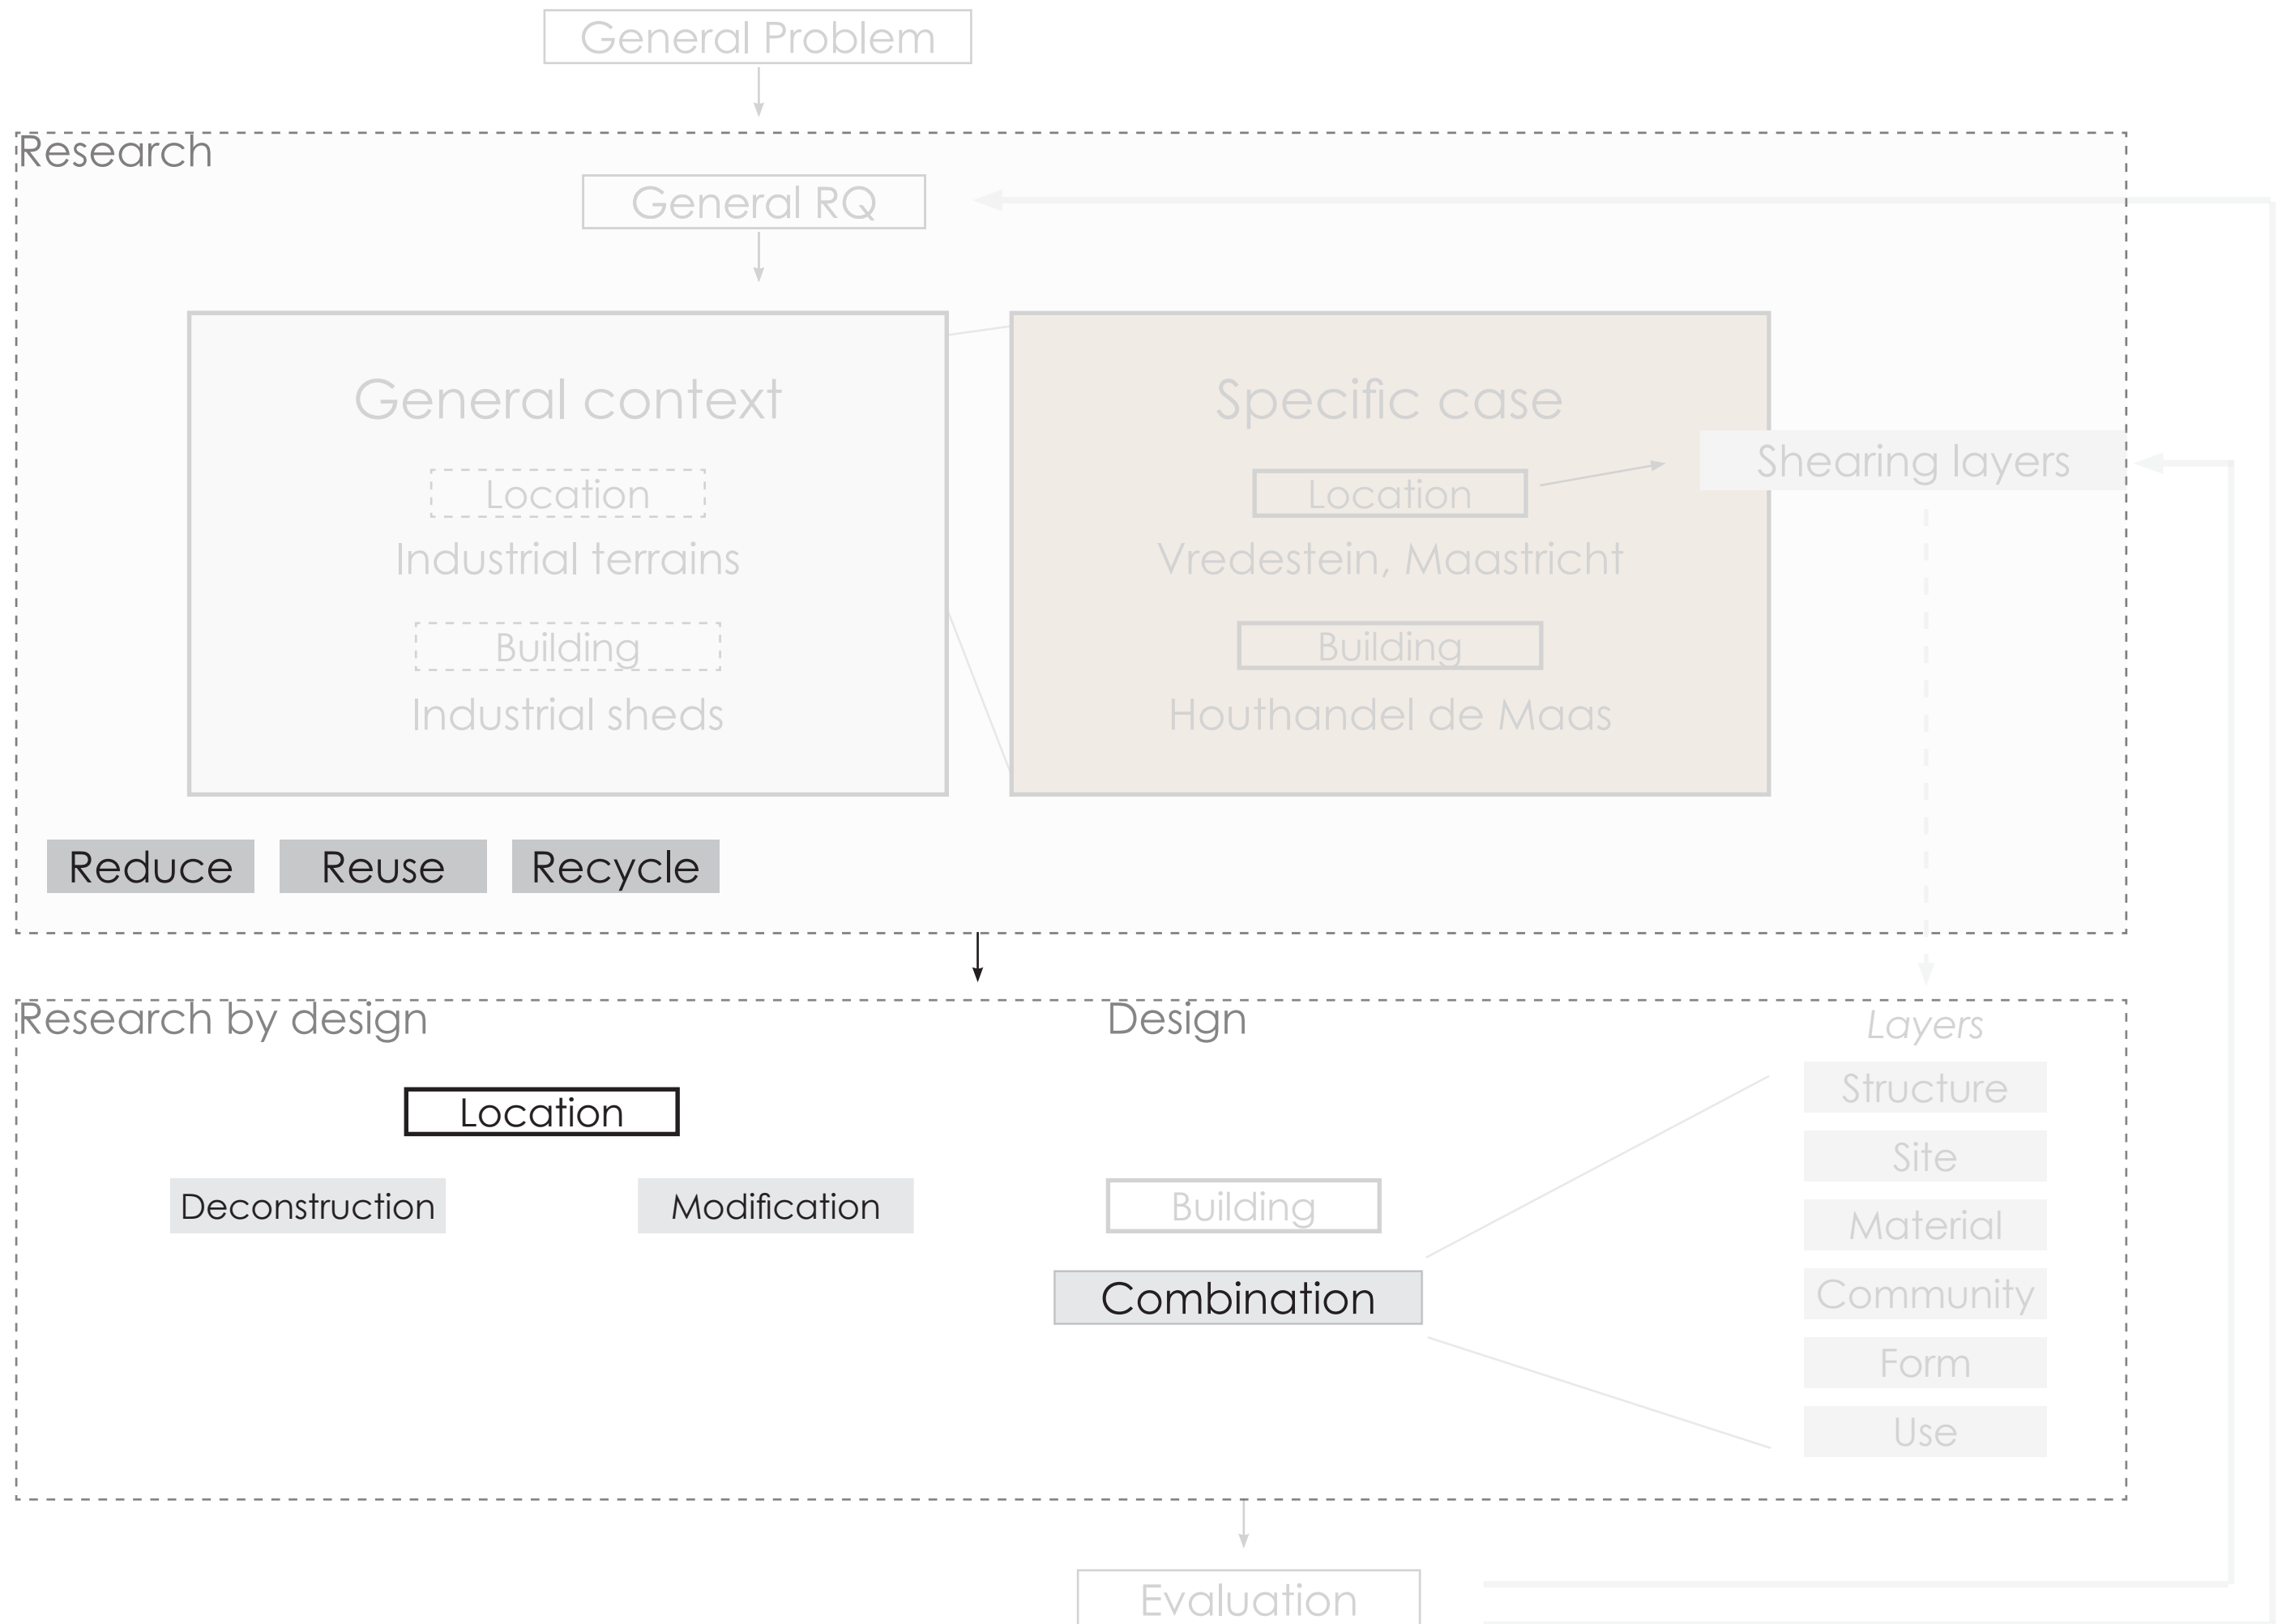 General Problem
Research
General RQ
General context
Location
Industrial terrains
Building
Industrial sheds
Specific case
Location
Vredestein, Maastricht
Building
Houthandel de Maas
Shearing layers
Reduce
Reuse
Recycle
Research by design
Design
Location
Deconstruction
Modification
Building
Combination
Layers
Structure
Site
Material
Community
Form
Use
Evaluation